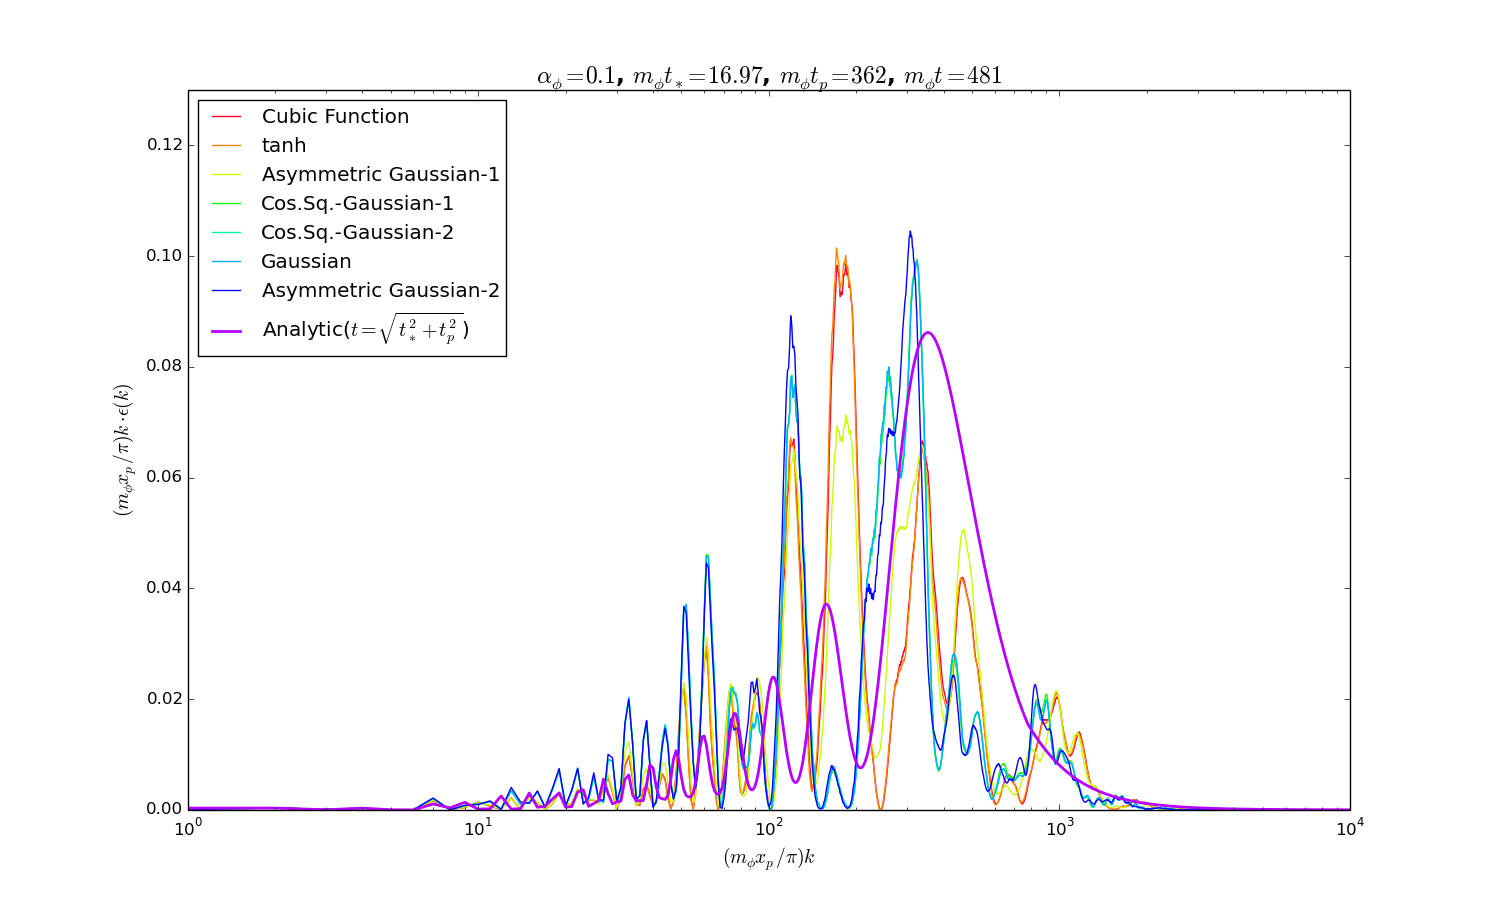 α_ϕ=0.1, m_ϕt_*=16.97, m_ϕt_p=362, m_ϕt=481
Cubic Function
tanh
Asymmetric Gaussian-1
Cos.Sq.-Gaussian-1
Cos.Sq.-Gaussian-2
Gaussian
Asymmetric Gaussian-2
Analytic(t=√(t_*^2+t_p^2))
0.12
0.10
0.08
0.06
0.04
0.02
0.00
(m_ϕx_p/π)k·ϵ(k)
10^0 10^1 10^2 10^3 10^4
(m_ϕx_p/π)k